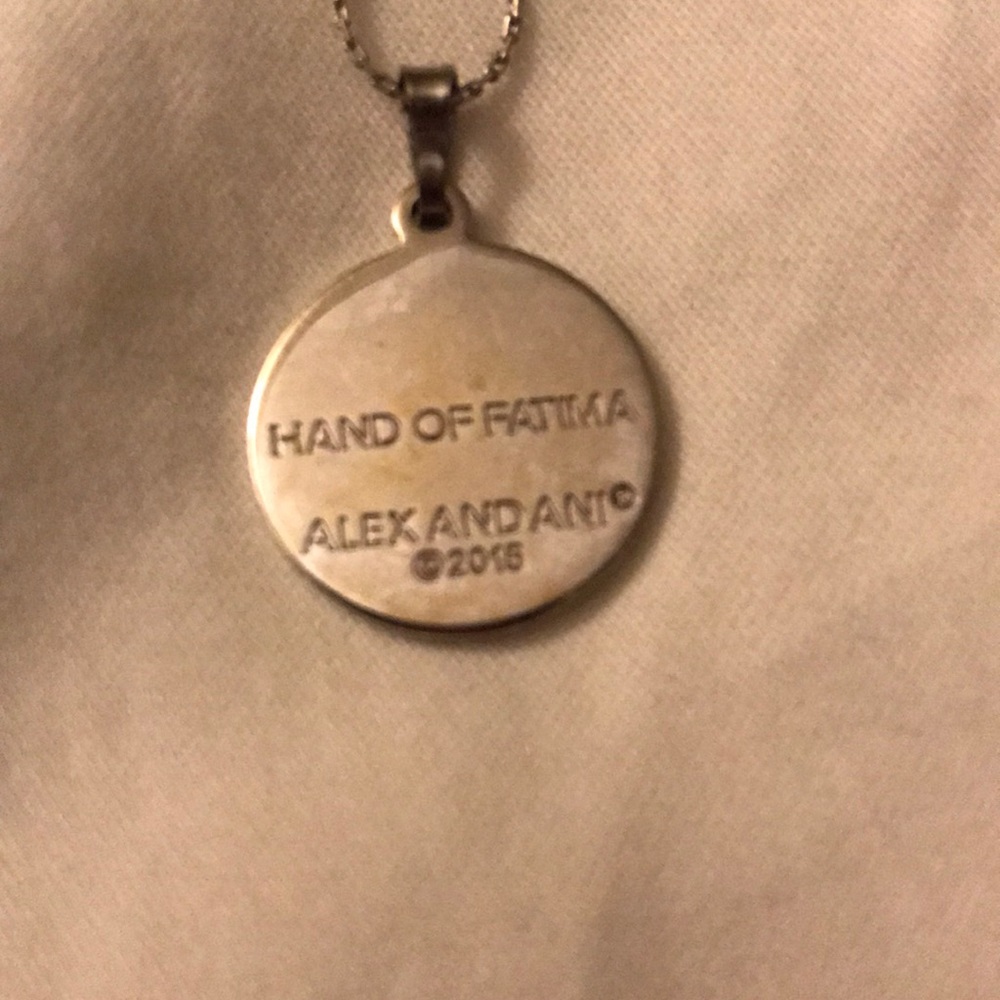 HAND OF FATIMA
ALEX AND ANI©
©2015